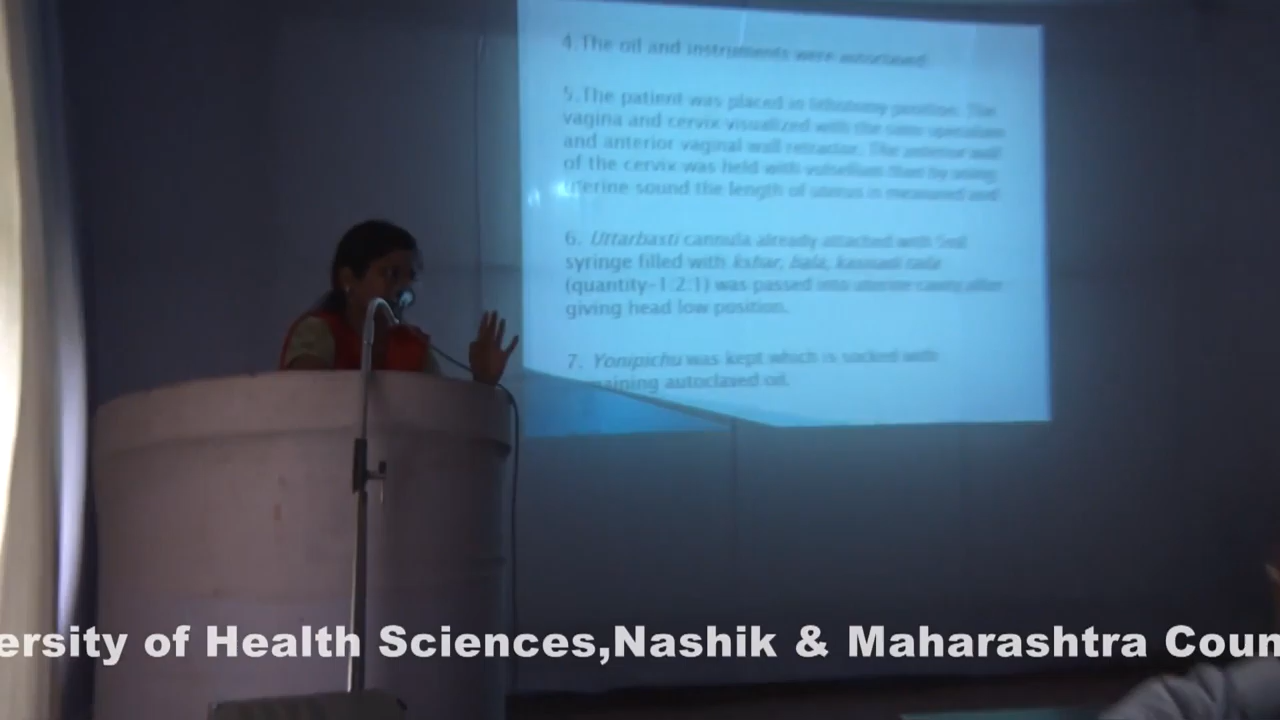 4. The oil and instruments were autoclaved
5. The patient was placed in lithotomy position. The
vagina and cervix visualized with the sims speculum
and anterior vaginal wall retractor. The anterior wall
of the cervix was held with vulsellum then by using
uterine sound the length of uterus is measured and
6. Uttarbasti cannula already attached with 5ml
syringe filled with kshar,
(quantity-1:2:1) was passed into uterine cavity after
giving head low position.
7. Yonipichu was kept which is socked with
maining autoclaved oil.
ersity of Health Sciences,Nashik & Maharashtra Coun